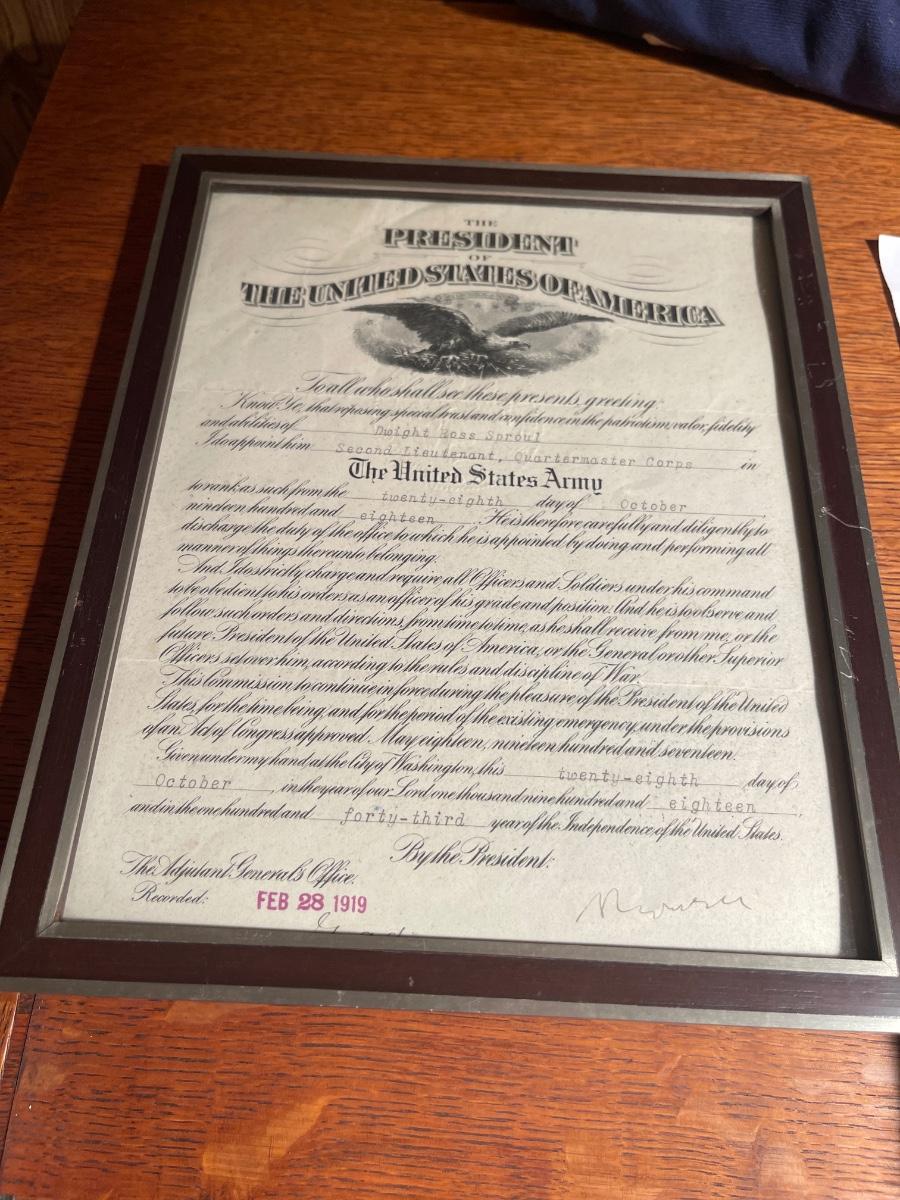 THE
PRESIDENT
OF
THE UNITED STATES OF AMERICA
To all who shall see these presents, greeting:
Know Ye, that reposing special trust and confidence in the patriotism, valor, fidelity
and abilities of Dwight Ross Sproul
I do appoint him Second Lieutenant, Quartermaster Corps in
The United States Army
to rank as such from the twenty-eighth day of October
nineteen hundred and eighteen. He is therefore carefully and diligently to
discharge the duty of the office to which he is appointed by doing and performing all
manner of things thereunto belonging.
And I do strictly charge and require all Officers and Soldiers under his command
to be obedient to his orders as an officer of his grade and position. And he is to observe and
follow such orders and directions, from time to time, as he shall receive from me, or the
future President of the United States of America, or the General or other Superior
Officers set over him, according to the rules and discipline of War.
This Commission to continue in force during the pleasure of the President of the United
States, for the time being, and for the period of the existing emergency, under the provisions
of an Act of Congress approved May eighteen, nineteen hundred and seventeen.
Given under my hand at the City of Washington, this twenty-eighth day of
October, in the year of our Lord one thousand nine hundred and eighteen,
and in the one hundred and forty-third year of the Independence of the United States.
By the President:
The Adjutant General's Office.
Recorded: FEB 28 1919